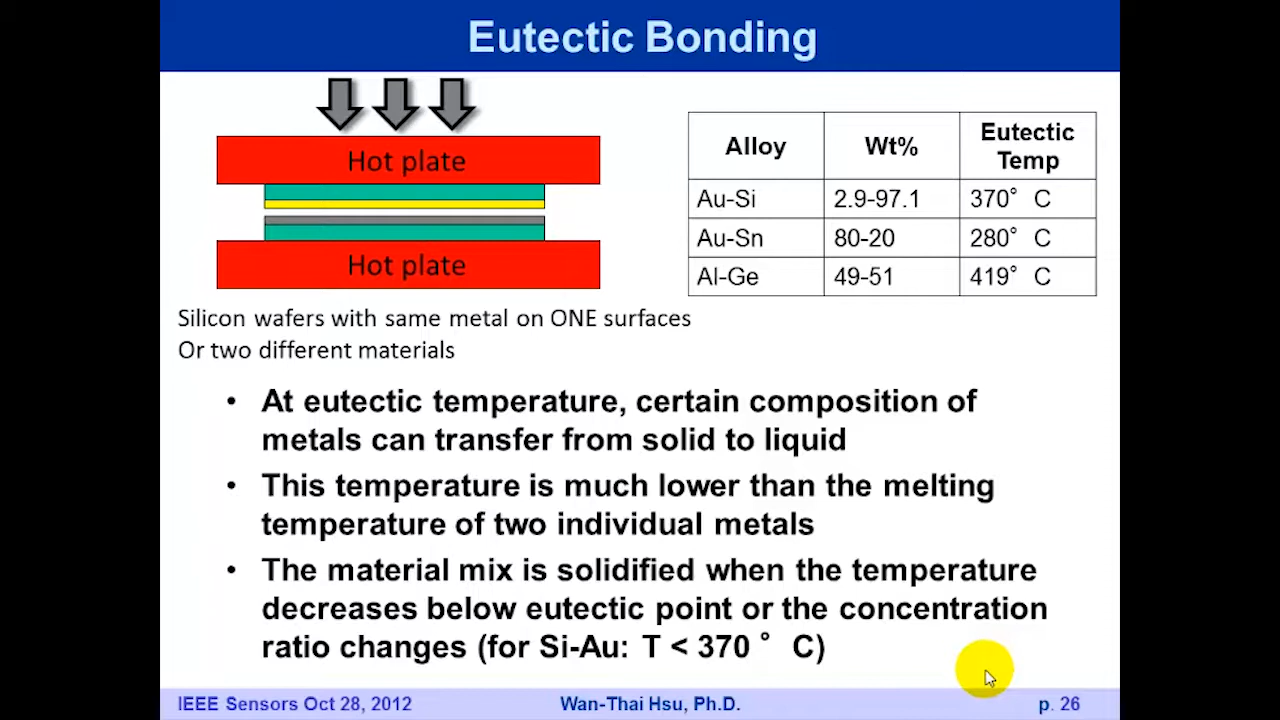 Eutectic Bonding
Hot plate
Hot plate
Silicon wafers with same metal on ONE surfaces
Or two different materials
Alloy Wt% Eutectic Temp
Au-Si 2.9-97.1 370° C
Au-Sn 80-20 280° C
Al-Ge 49-51 419° C
• At eutectic temperature, certain composition of
metals can transfer from solid to liquid
• This temperature is much lower than the melting
temperature of two individual metals
• The material mix is solidified when the temperature
decreases below eutectic point or the concentration
ratio changes (for Si-Au: T < 370 ° C)
IEEE Sensors Oct 28, 2012 Wan-Thai Hsu, Ph.D. p. 26